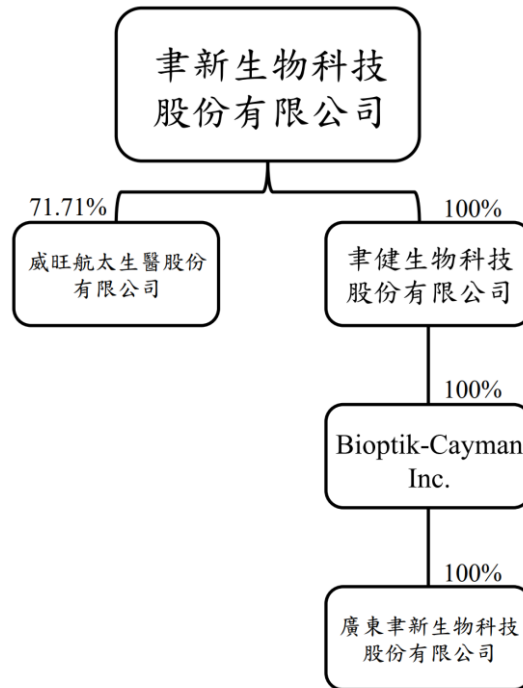 聿新生物科技
股份有限公司
71.71%
100%
威旺航太生醫股份
有限公司
聿健生物科技
股份有限公司
100%
Bioptik-Cayman
Inc.
100%
廣東聿新生物科技
股份有限公司